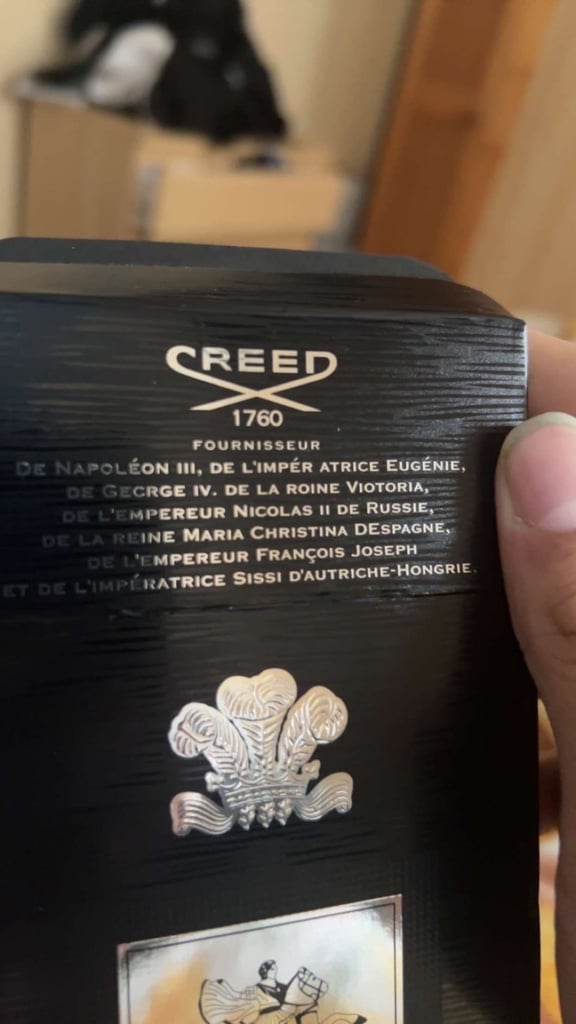 CREED
1760
FOURNISSEUR
DE NAPOLÉON III, DE L'IMPÉR ATRICE EUGÉNIE,
DE GECRGE IV. DE LA ROINE VIOTORIA,
DE L'EMPEREUR NICOLAS II DE RUSSIE,
DE LA REINE MARIA CHRISTINA DESPAGNE,
DE L'EMPEREUR FRANÇOIS JOSEPH
ET DE L'IMPÉRATRICE SISSI D'AUTRICHE-HONGRIE.